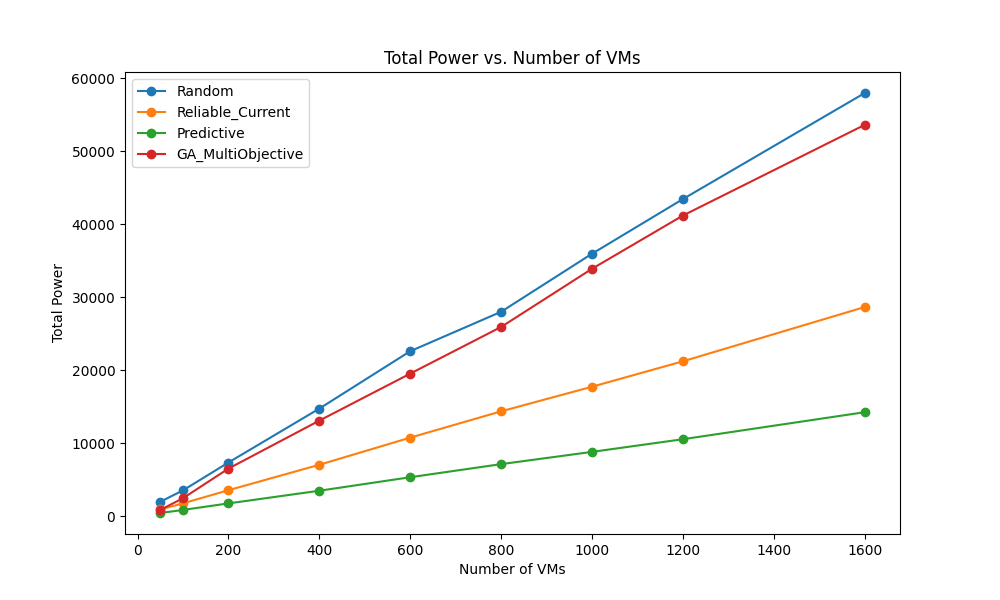 Total Power vs. Number of VMs
Random
Reliable_Current
Predictive
GA_MultiObjective
Total Power
60000
50000
40000
30000
20000
10000
0
0 200 400 600 800 1000 1200 1400 1600
Number of VMs